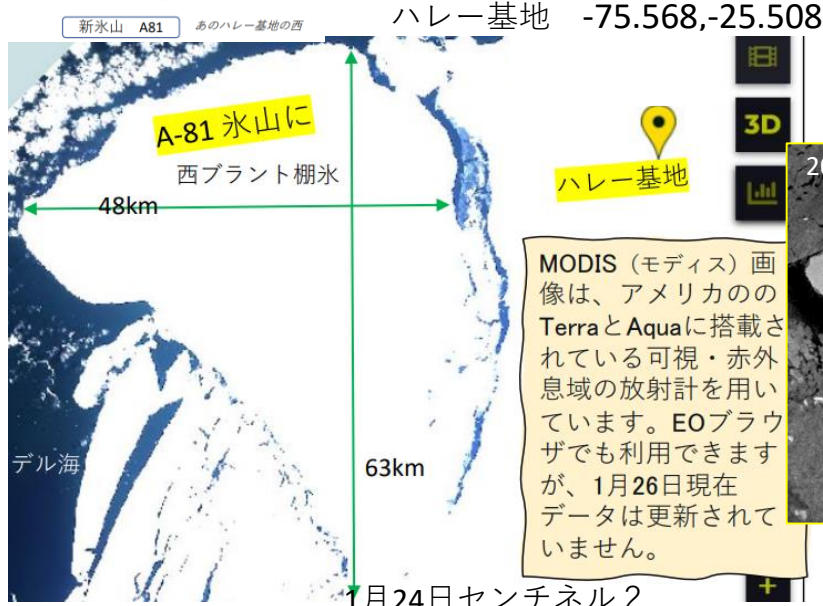 新氷山 A81
あのハレー基地の西
ハレー基地 -75.568,-25.508
A-81 氷山に
西ブラント棚氷
48km
ハレー基地
3D
20
MODIS（モディス）画
像は、アメリカのの
TerraとAquaに搭載さ
れている可視・赤外
息域の放射計を用い
ています。EOブラウ
ザでも利用できます
が、1月26日現在
データは更新されて
いません。
デル海
63km
1月24日センチネル２
+